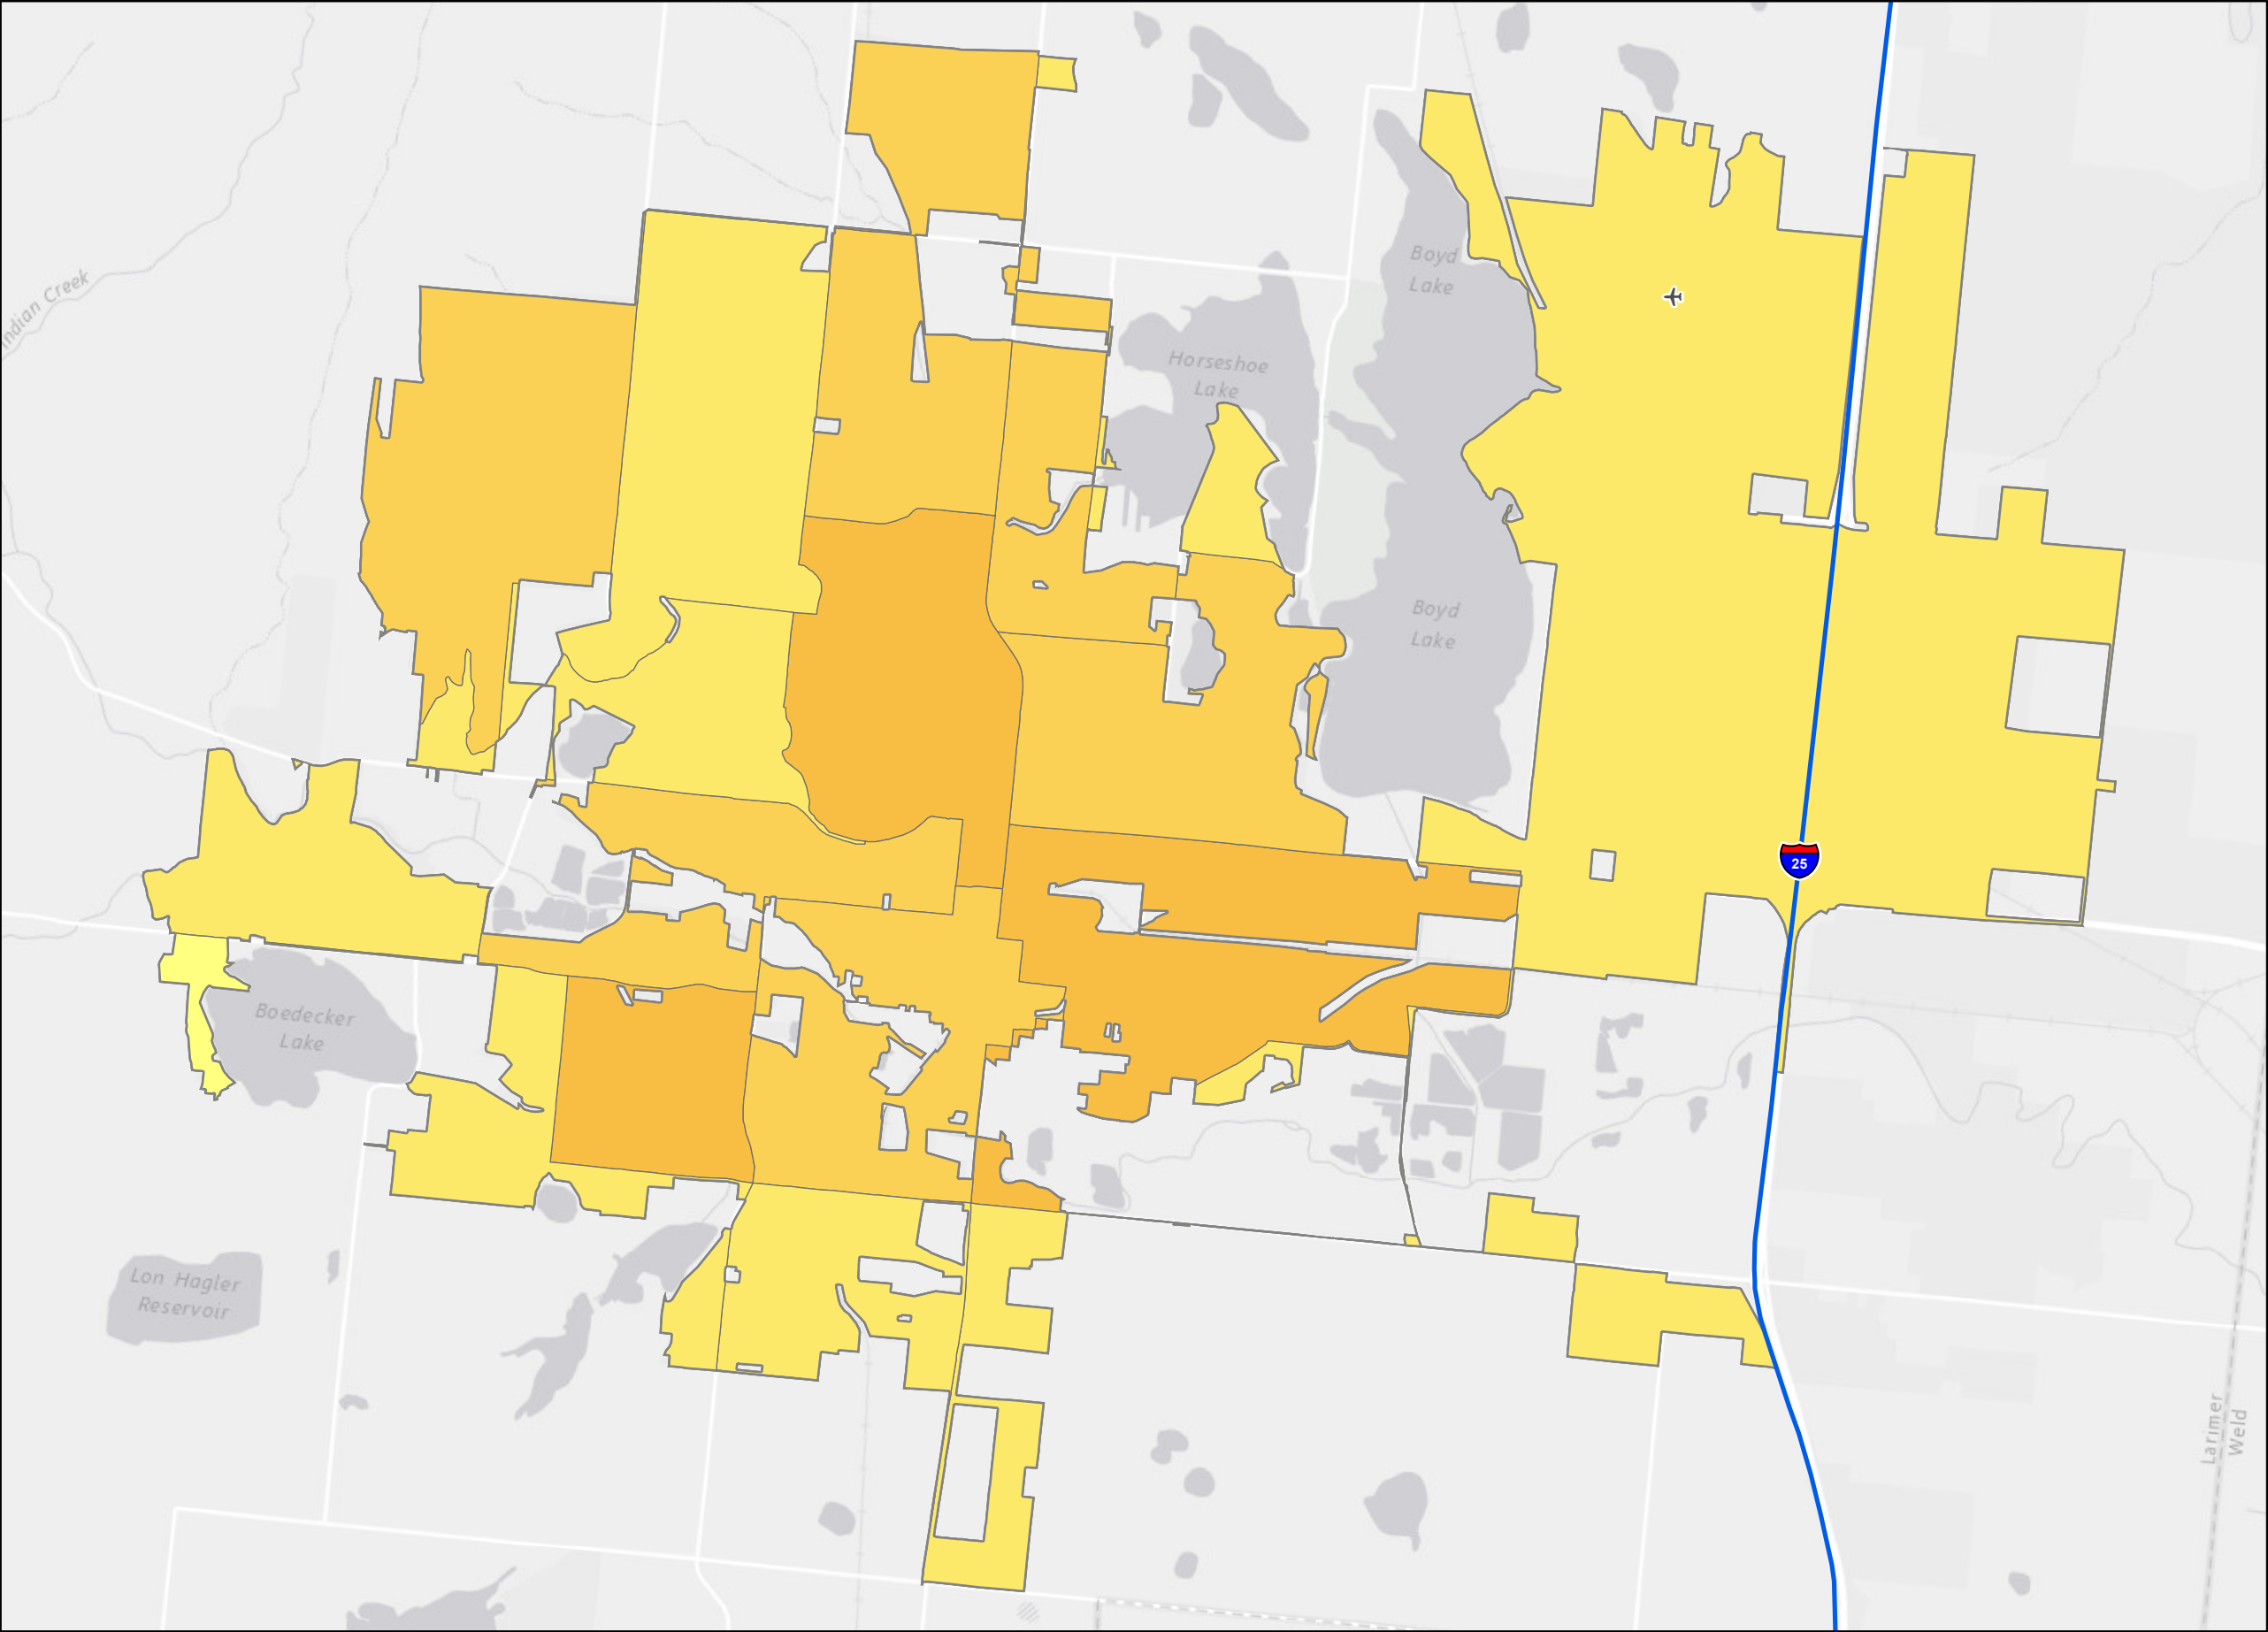 Indian Creek
Boyd
Lake
Horseshoe
Lake
Boyd
Lake
25
Boedecker
Lake
Lon Hagler
Reservoir
Larimer
Weld